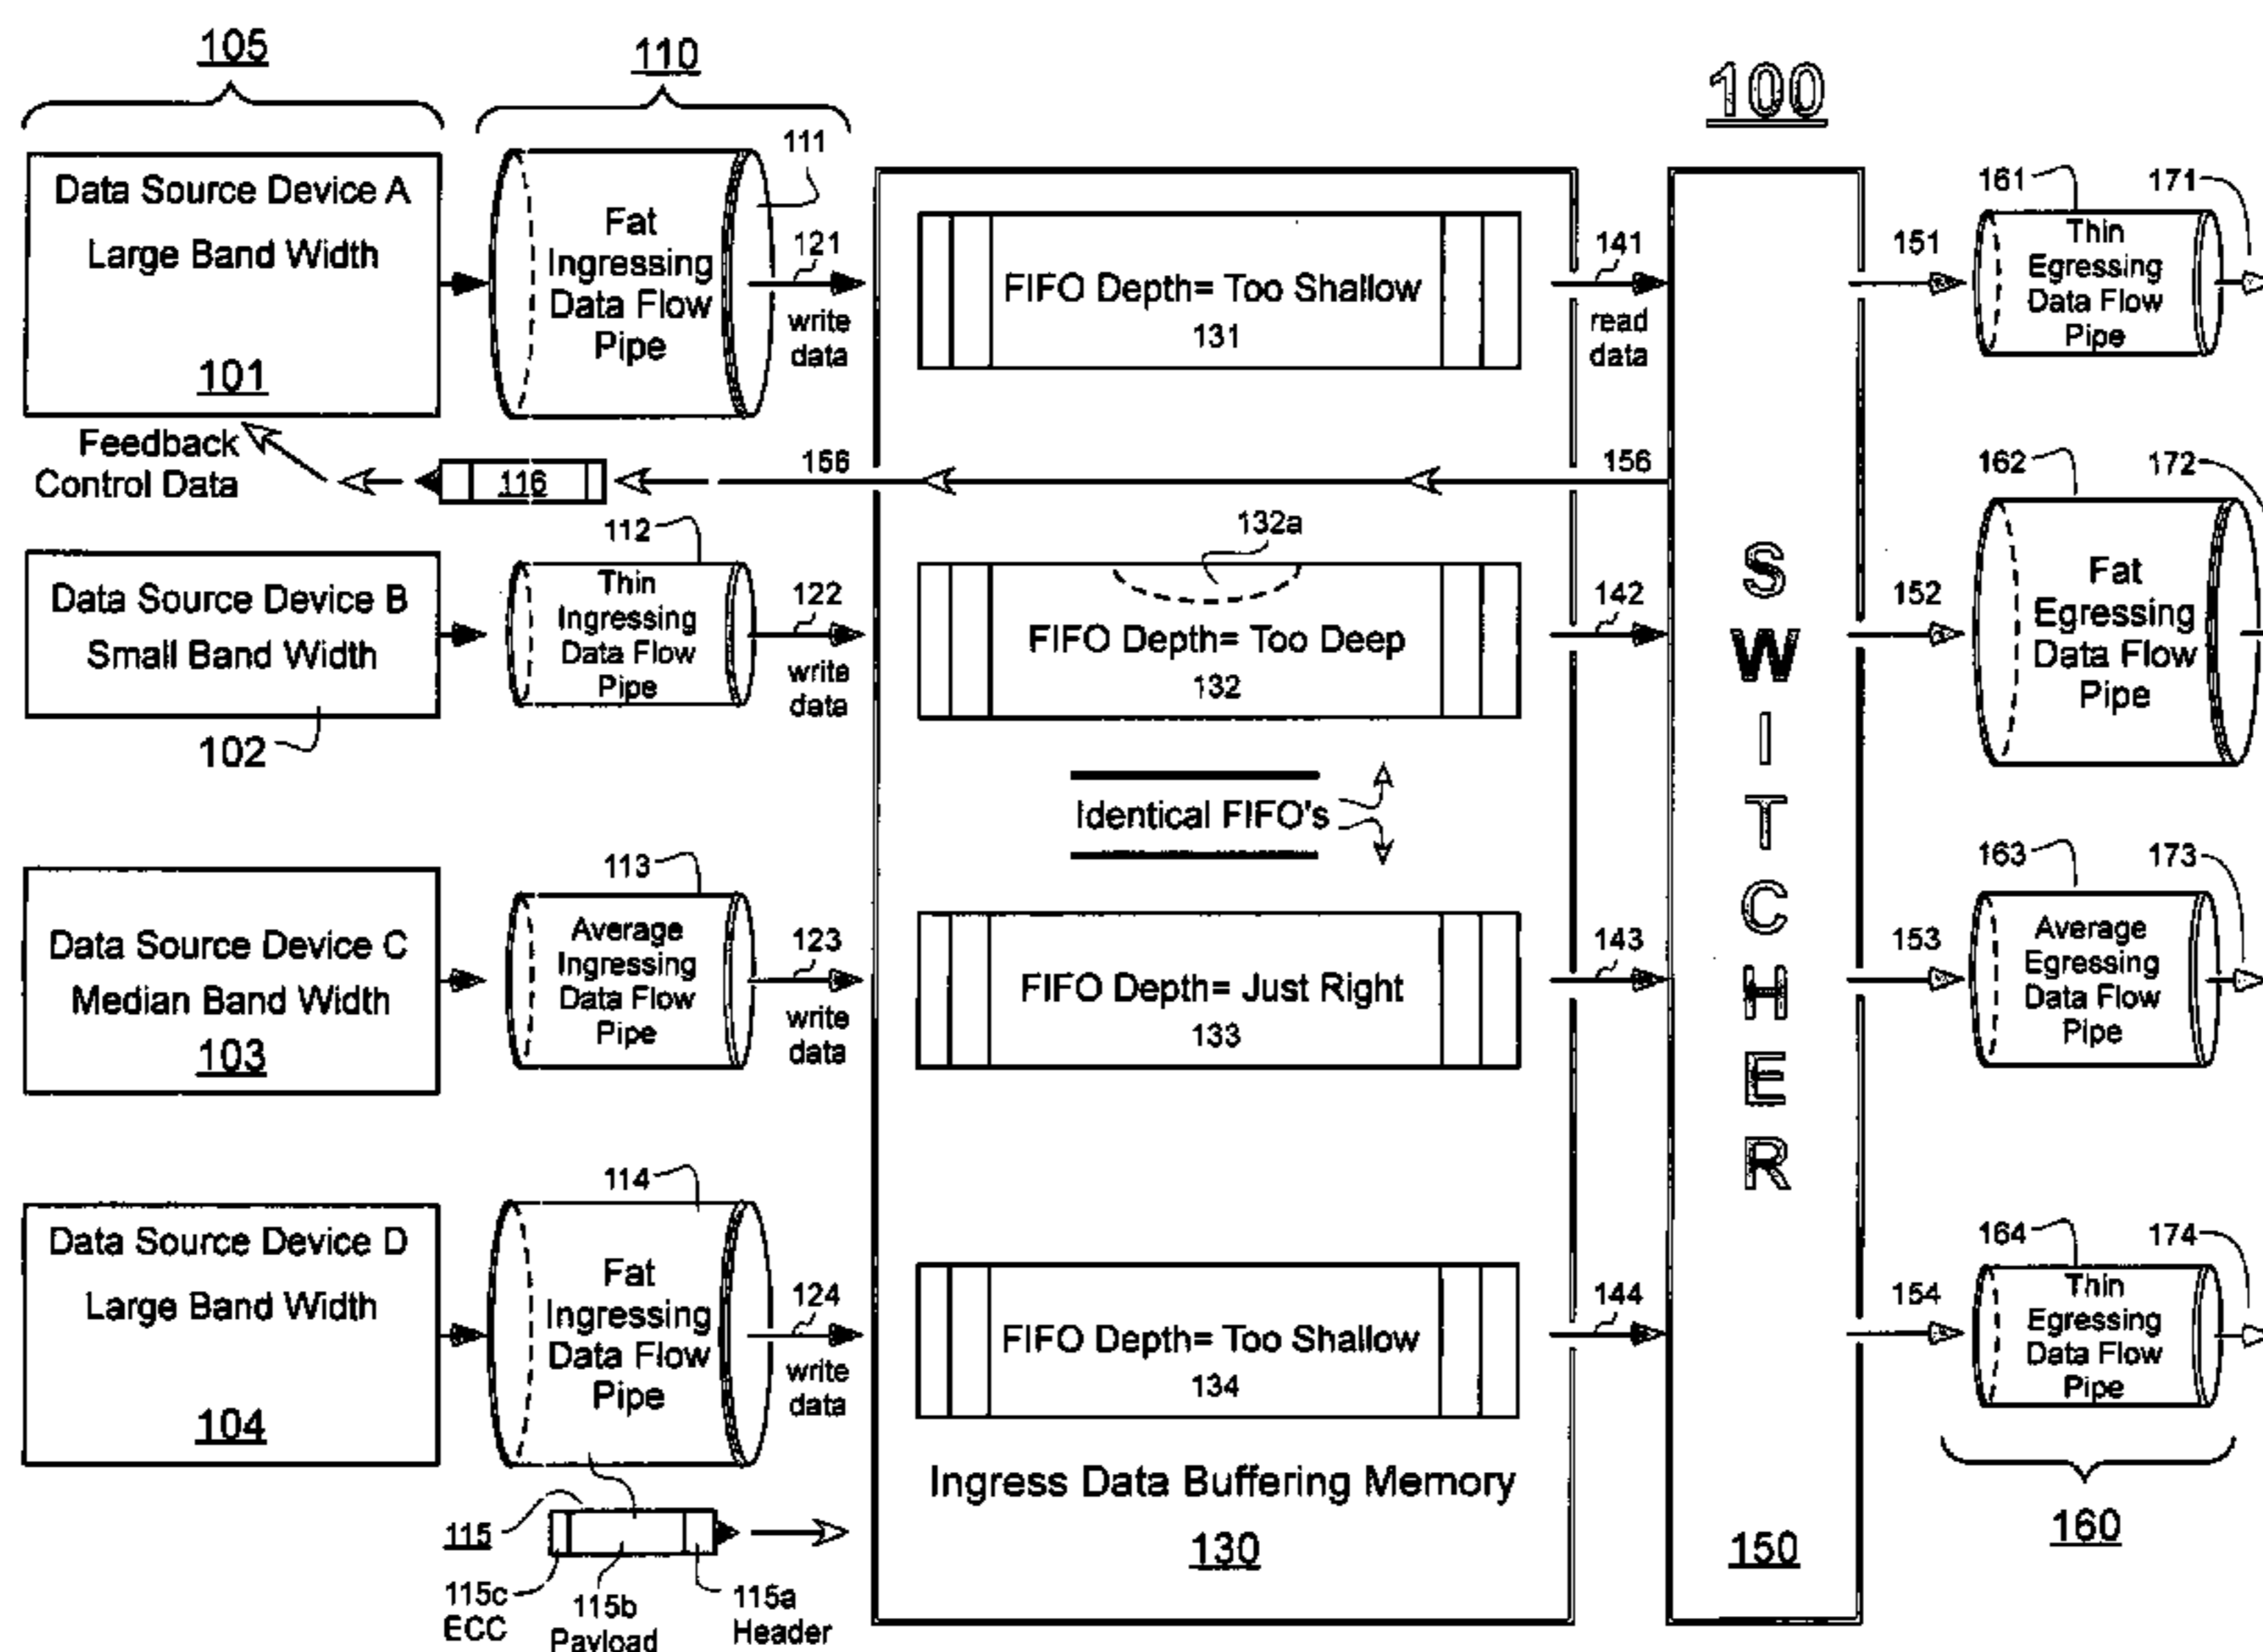 105
110
100
Data Source Device A
Large Band Width
101
Fat
Ingressing
Data Flow
Pipe
111
121
write
data
FIFO Depth= Too Shallow
131
141
read
data
151
161
Thin
Egressing
Data Flow
Pipe
171
Feedback
Control Data
116
156
156
Data Source Device B
Small Band Width
102
112
Thin
Ingressing
Data Flow
Pipe
122
write
data
132a
FIFO Depth= Too Deep
132
142
152
162
Fat
Egressing
Data Flow
Pipe
172
Identical FIFO's
SWITCHER
Data Source Device C
Median Band Width
103
113
Average
Ingressing
Data Flow
Pipe
123
write
data
FIFO Depth= Just Right
133
143
153
163
Average
Egressing
Data Flow
Pipe
173
Data Source Device D
Large Band Width
104
114
Fat
Ingressing
Data Flow
Pipe
124
write
data
FIFO Depth= Too Shallow
134
144
154
164
Thin
Egressing
Data Flow
Pipe
174
Ingress Data Buffering Memory
130
150
160
115
115c
ECC
115b
Payload
115a
Header